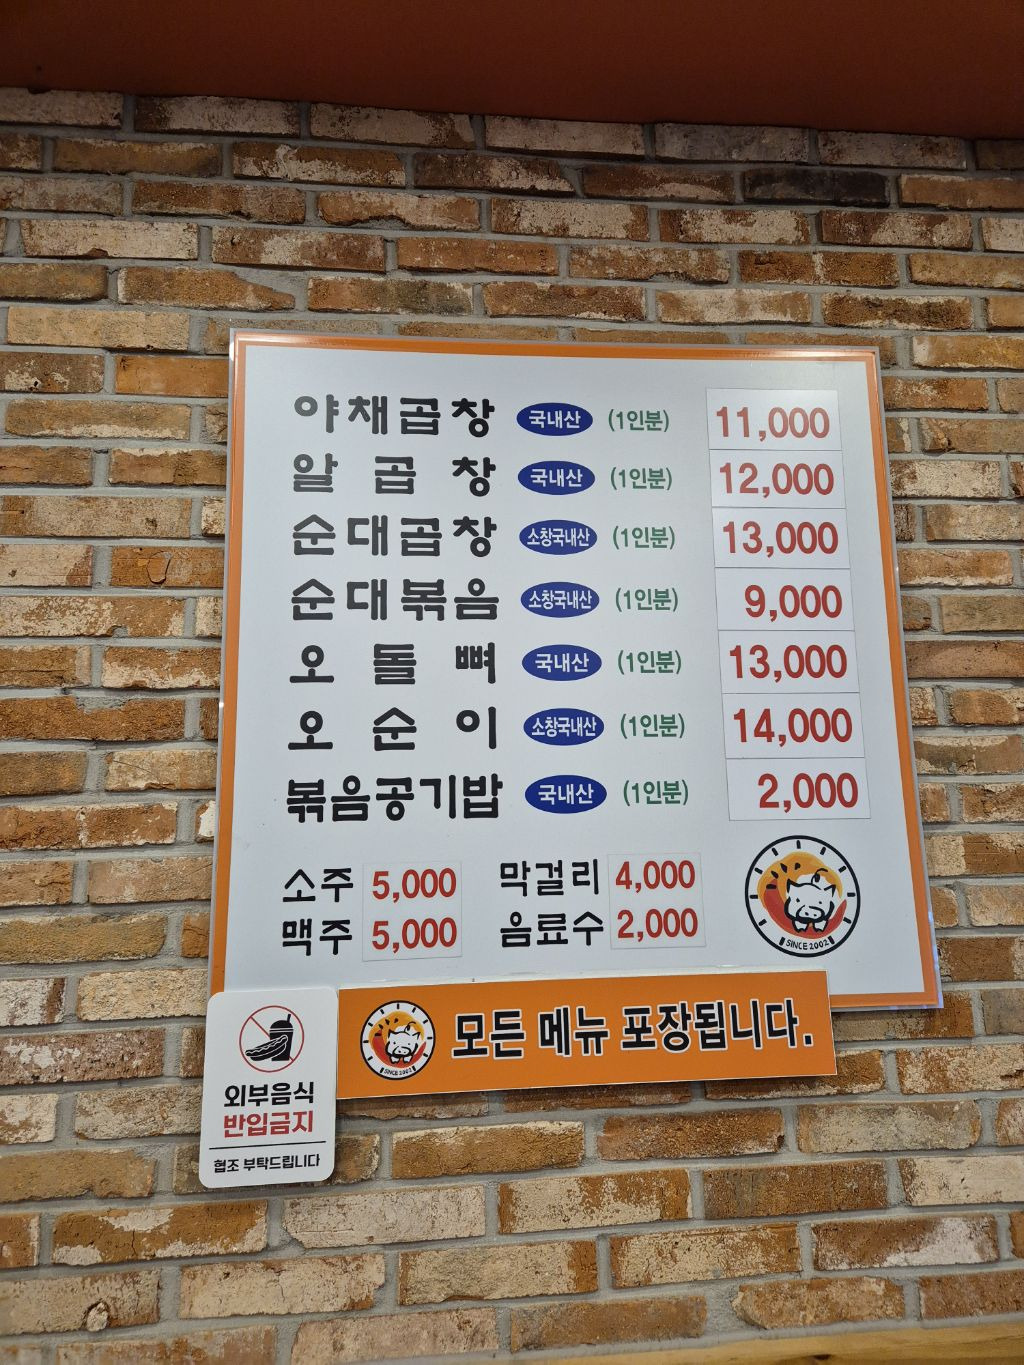 야채곱창 국내산 (1인분) 11,000
알곱창 국내산 (1인분) 12,000
순대곱창 소창국내산 (1인분) 13,000
순대볶음 소창국내산 (1인분) 9,000
오돌뼈 국내산 (1인분) 13,000
오순이 소창국내산 (1인분) 14,000
볶음공기밥 국내산 (1인분) 2,000
소주 5,000 막걸리 4,000
맥주 5,000 음료수 2,000
SINCE 2002
SINCE 2002
모든 메뉴 포장됩니다.
외부음식
반입금지
협조 부탁드립니다